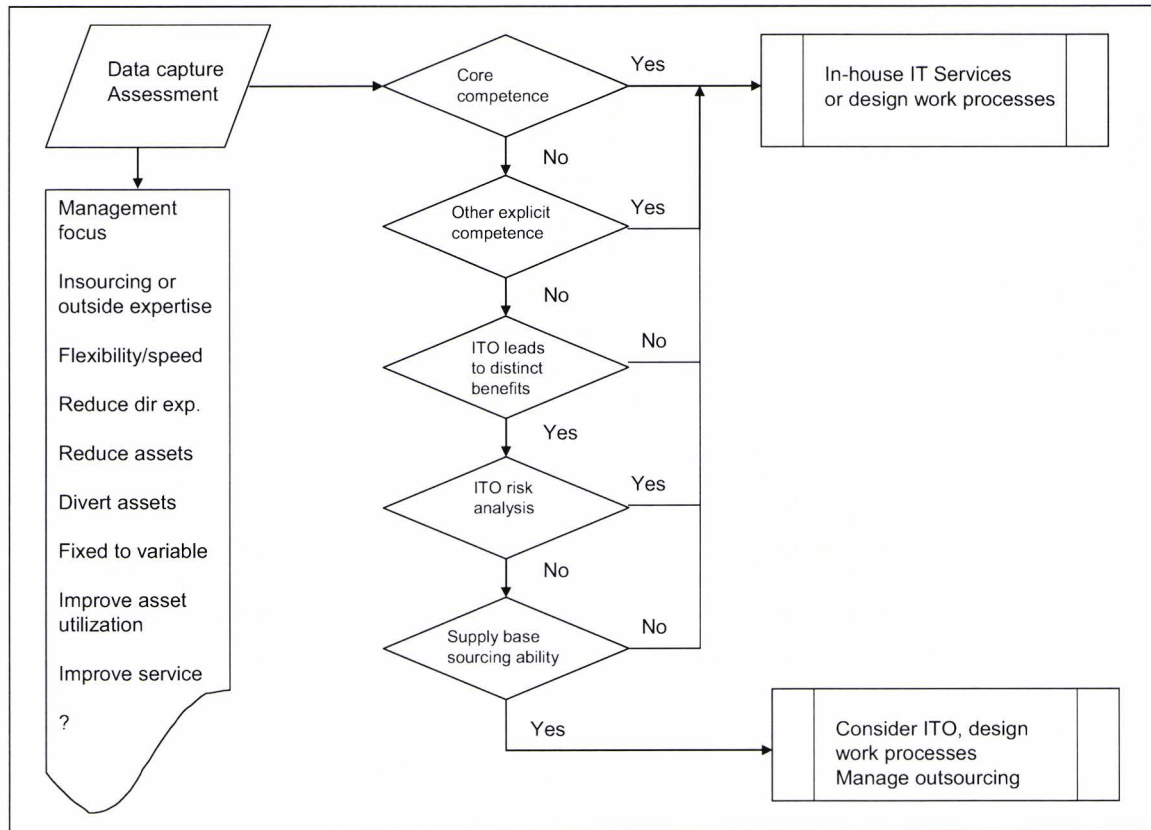 Data capture
Assessment
Core
competence
Yes
In-house IT Services
or design work processes
No
Management
focus
Insourcing or
outside expertise
Flexibility/speed
Reduce dir exp.
Reduce assets
Divert assets
Fixed to variable
Improve asset
utilization
Improve service
?
Other explicit
competence
Yes
No
ITO leads
to distinct
benefits
No
Yes
ITO risk
analysis
Yes
No
Supply base
sourcing ability
No
Yes
Consider ITO, design
work processes
Manage outsourcing